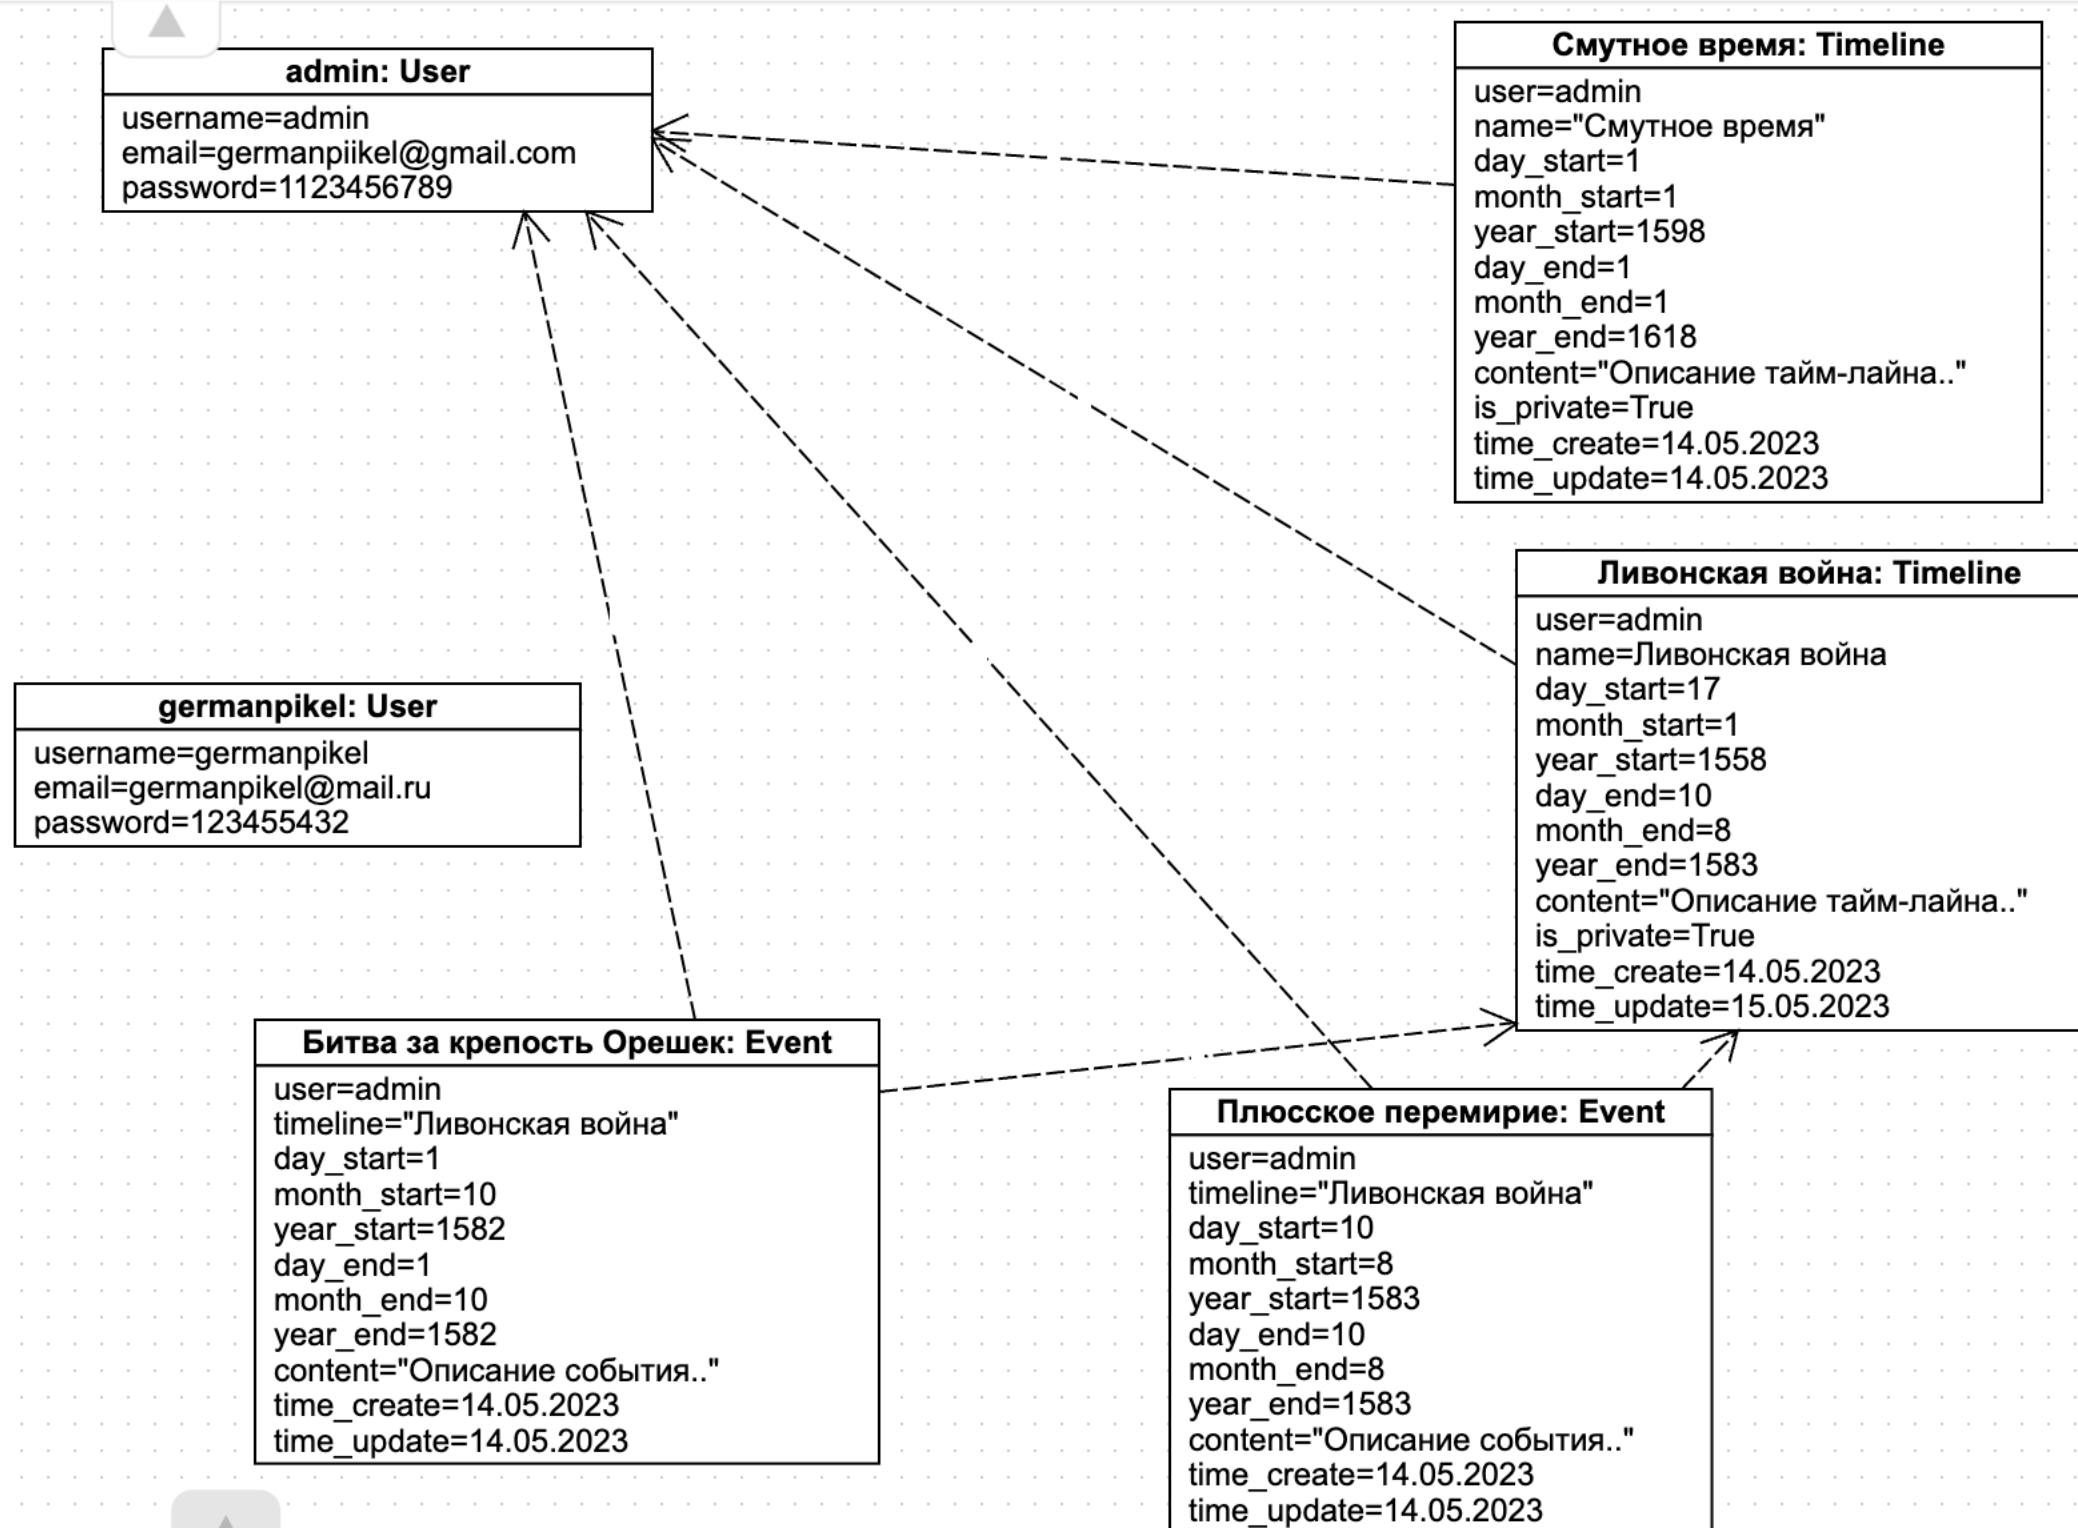 admin: User
username=admin
email=germanpiikel@gmail.com
password=1123456789
Смутное время: Timeline
user=admin
name="Смутное время"
day_start=1
month_start=1
year_start=1598
day_end=1
month_end=1
year_end=1618
content="Описание тайм-лайна.."
is_private=True
time_create=14.05.2023
time_update=14.05.2023
Ливонская война: Timeline
user=admin
name=Ливонская война
day_start=17
month_start=1
year_start=1558
day_end=10
month_end=8
year_end=1583
content="Описание тайм-лайна.."
is_private=True
time_create=14.05.2023
time_update=15.05.2023
germanpikel: User
username=germanpikel
email=germanpikel@mail.ru
password=123455432
Битва за крепость Орешек: Event
user=admin
timeline="Ливонская война"
day_start=1
month_start=10
year_start=1582
day_end=1
month_end=10
year_end=1582
content="Описание события.."
time_create=14.05.2023
time_update=14.05.2023
Плюсское перемирие: Event
user=admin
timeline="Ливонская война"
day_start=10
month_start=8
year_start=1583
day_end=10
month_end=8
year_end=1583
content="Описание события.."
time_create=14.05.2023
time_update=14.05.2023